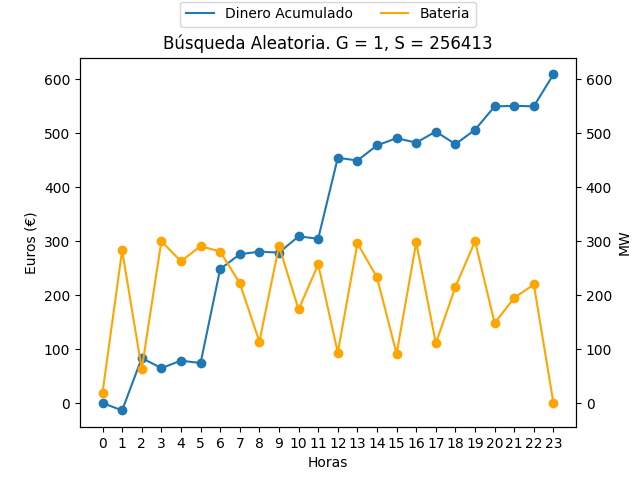 Dinero Acumulado Bateria
Búsqueda Aleatoria. G = 1, S = 256413
600 600
500 500
400 400
300 300
200 200
100 100
0 0
Euros (€)
MW
0 1 2 3 4 5 6 7 8 9 10 11 12 13 14 15 16 17 18 19 20 21 22 23
Horas